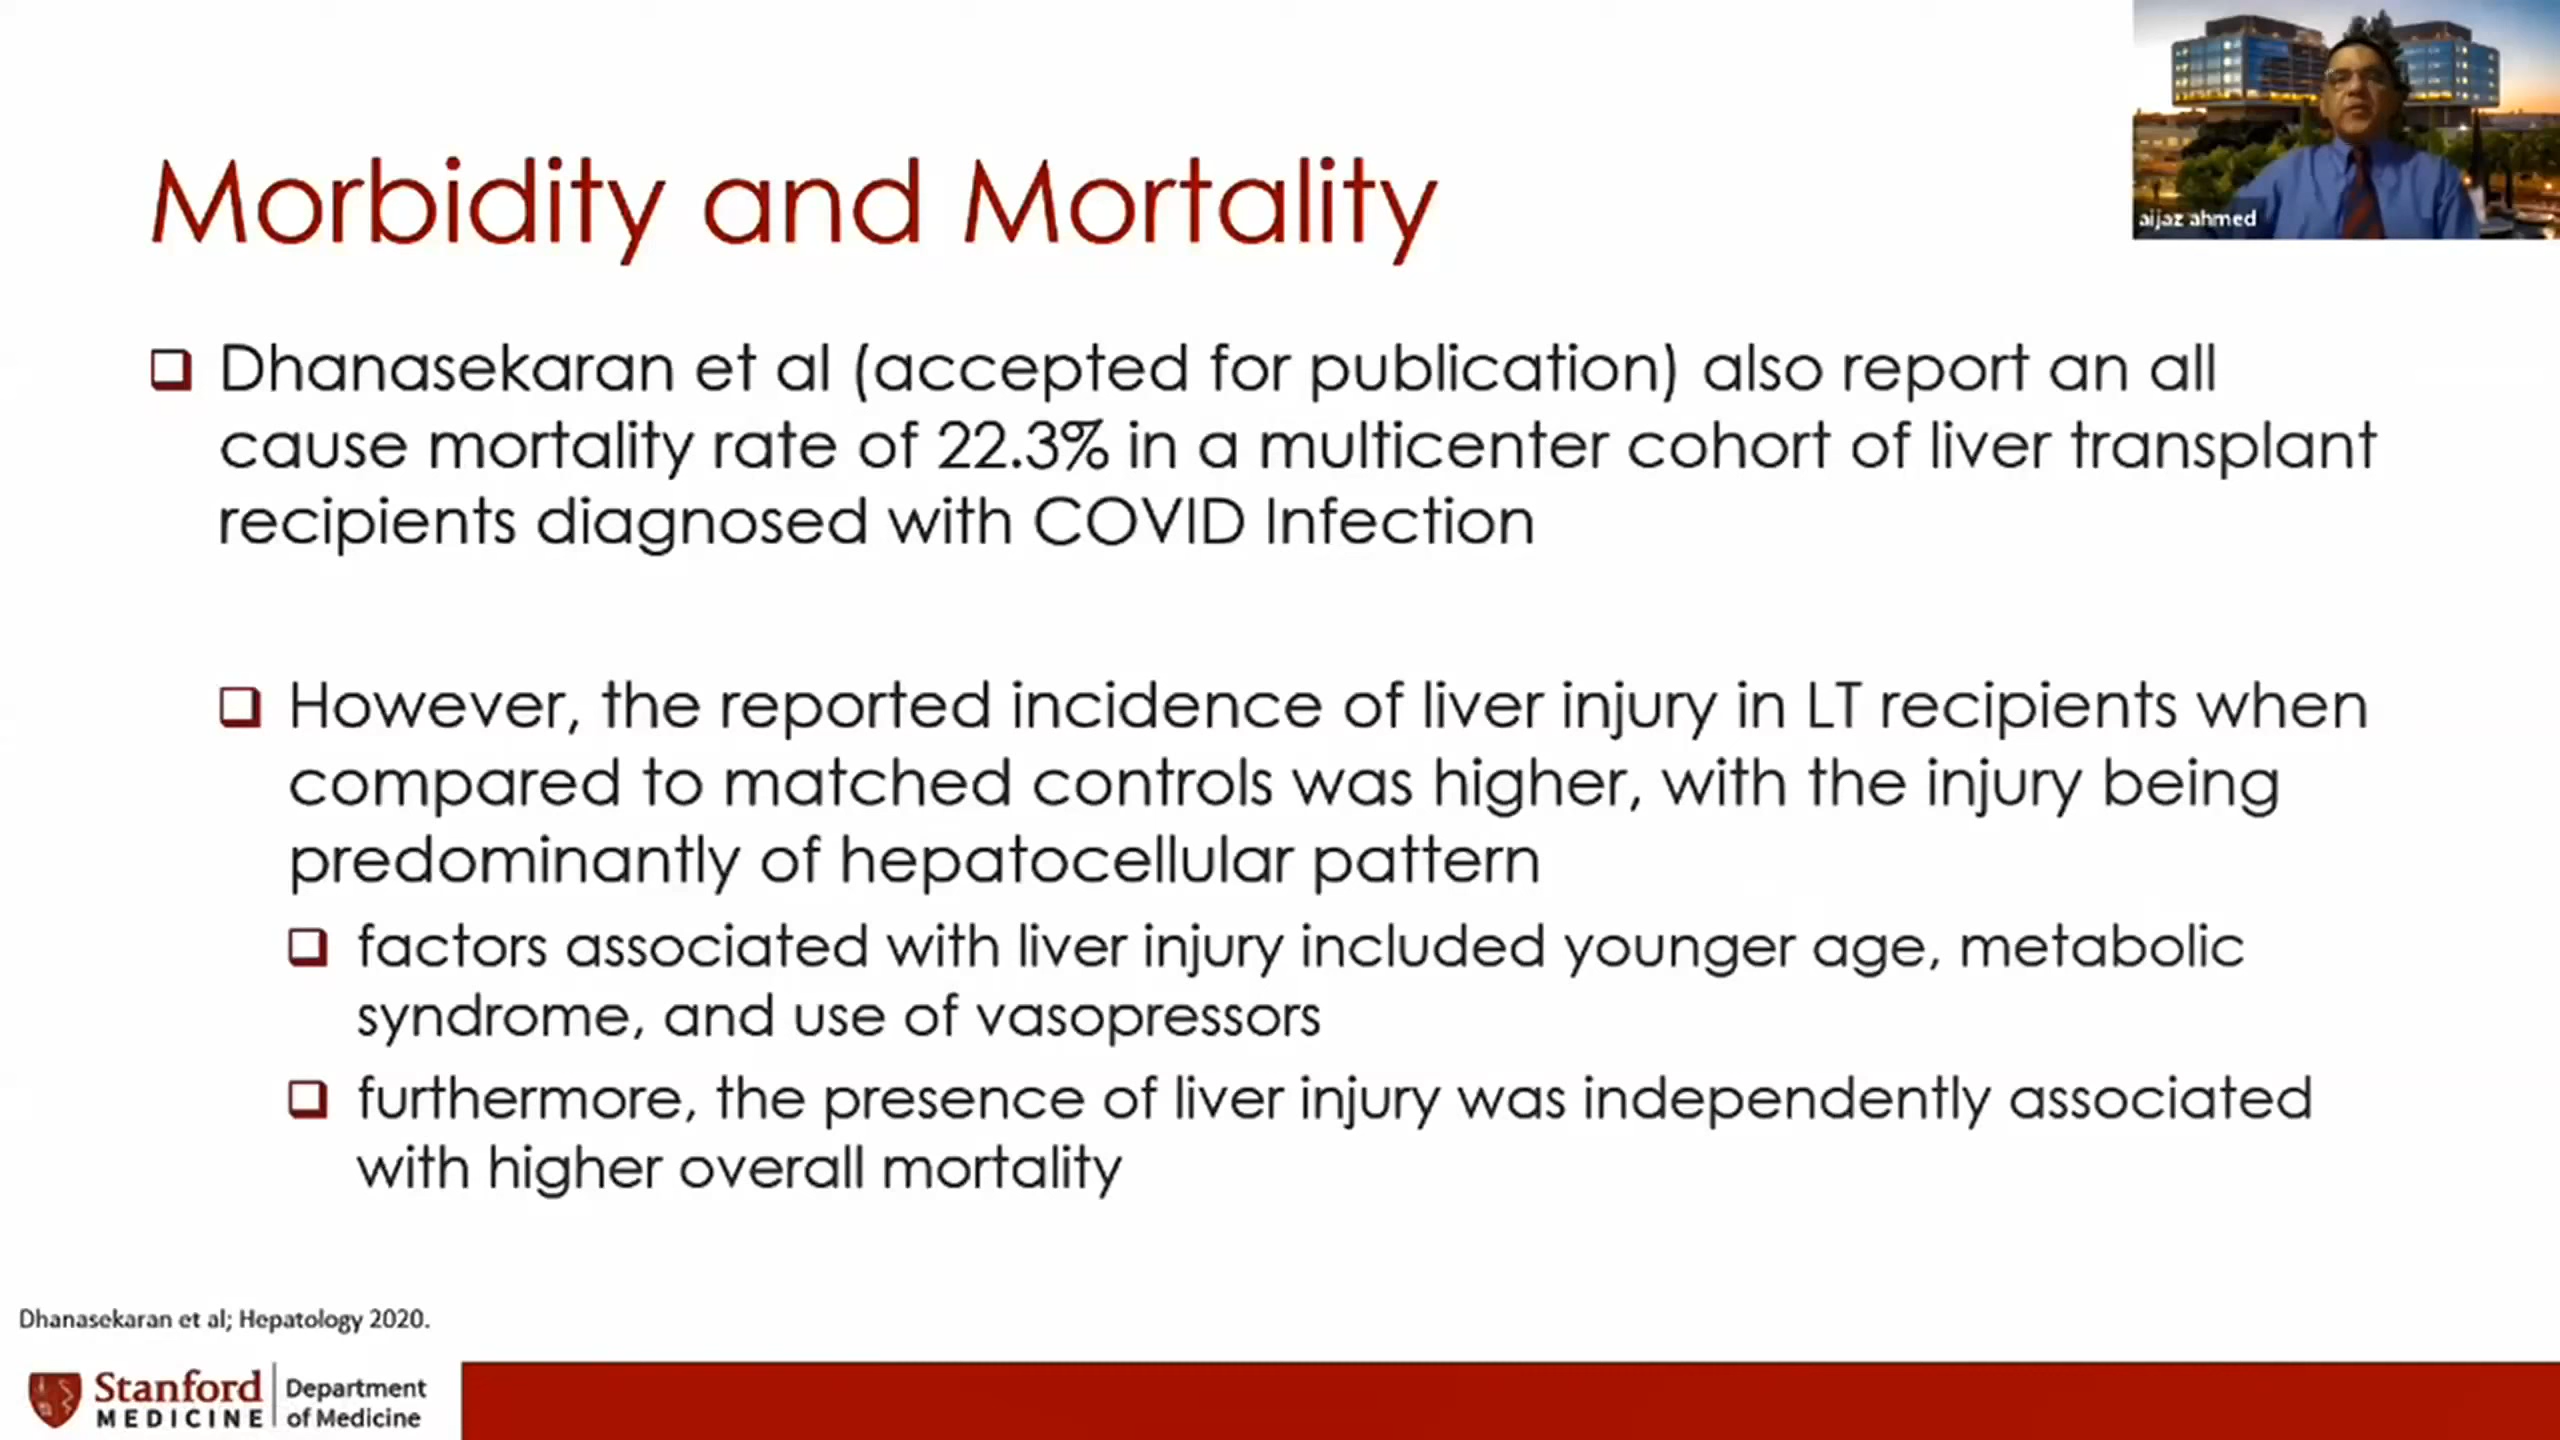 Morbidity and Mortality
aijaz ahmed
Dhanasekaran et al (accepted for publication) also report an all
cause mortality rate of 22.3% in a multicenter cohort of liver transplant
recipients diagnosed with COVID Infection
However, the reported incidence of liver injury in LT recipients when
compared to matched controls was higher, with the injury being
predominantly of hepatocellular pattern
factors associated with liver injury included younger age, metabolic
syndrome, and use of vasopressors
furthermore, the presence of liver injury was independently associated
with higher overall mortality
Dhanasekaran et al; Hepatology 2020.
Stanford
MEDICINE
Department
of Medicine